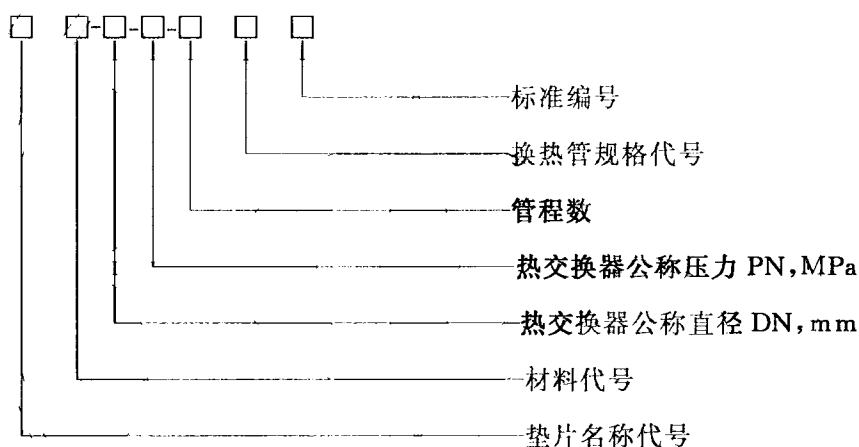 □ □-□-□-□ □ □
标准编号
换热管规格代号
管程数
热交换器公称压力 PN,MPa
热交换器公称直径 DN,mm
材料代号
垫片名称代号